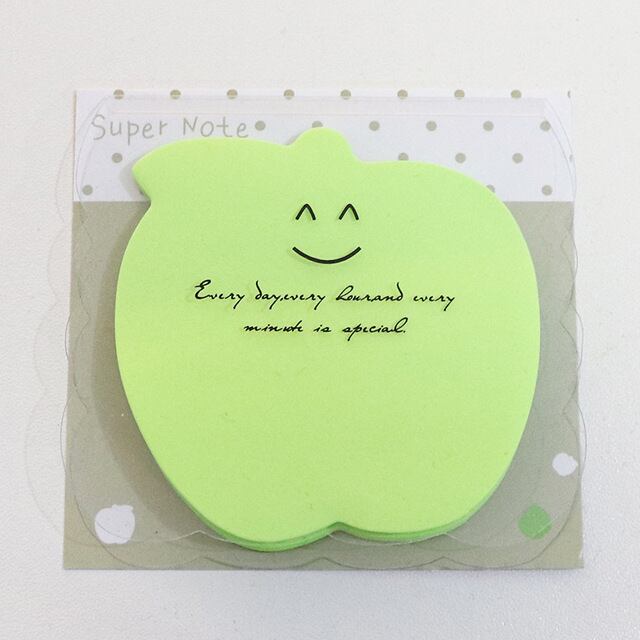 Super Note
Every day,every hourand every
minute is special.